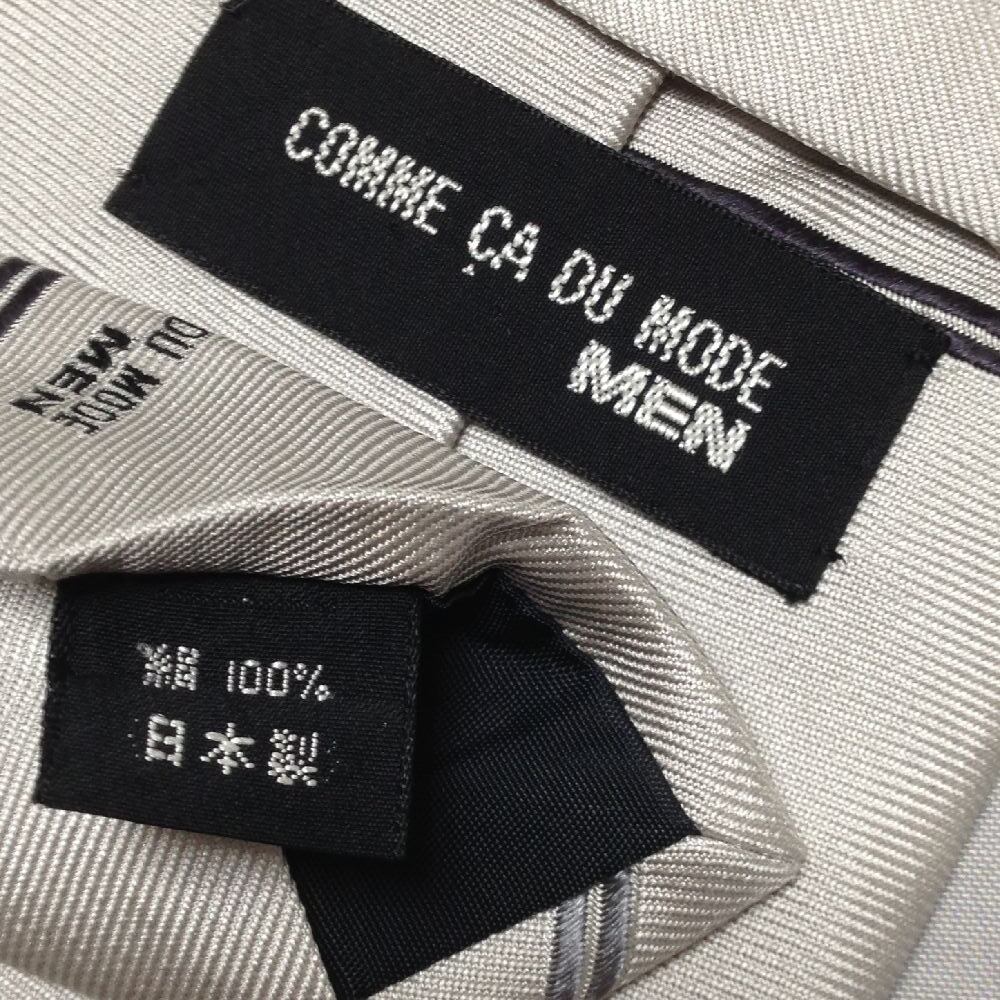 COMME ÇA DU MODE
MEN
DU MODE
MEN
絹 100%
日本製